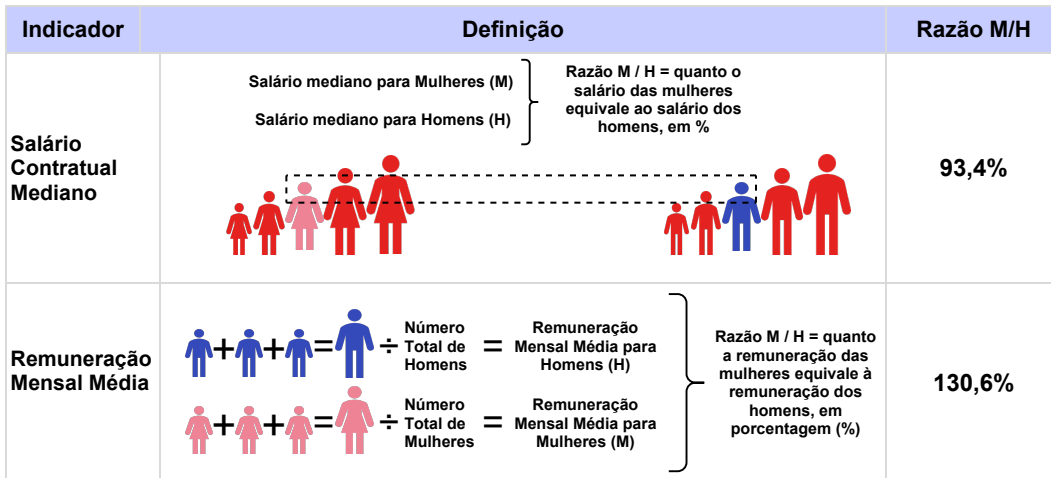 Indicador
Definição
Razão M/H
Salário
Contratual
Mediano
Salário mediano para Mulheres (M)
Salário mediano para Homens (H)
Razão M / H = quanto o
salário das mulheres
equivale ao salário dos
homens, em %
93,4%
Remuneração
Mensal Média
+ + = ÷
Número
Total de
Homens
=
Remuneração
Mensal Média para
Homens (H)
+ + = ÷
Número
Total de
Mulheres
=
Remuneração
Mensal Média para
Mulheres (M)
Razão M / H = quanto
a remuneração das
mulheres equivale à
remuneração dos
homens, em
porcentagem (%)
130,6%